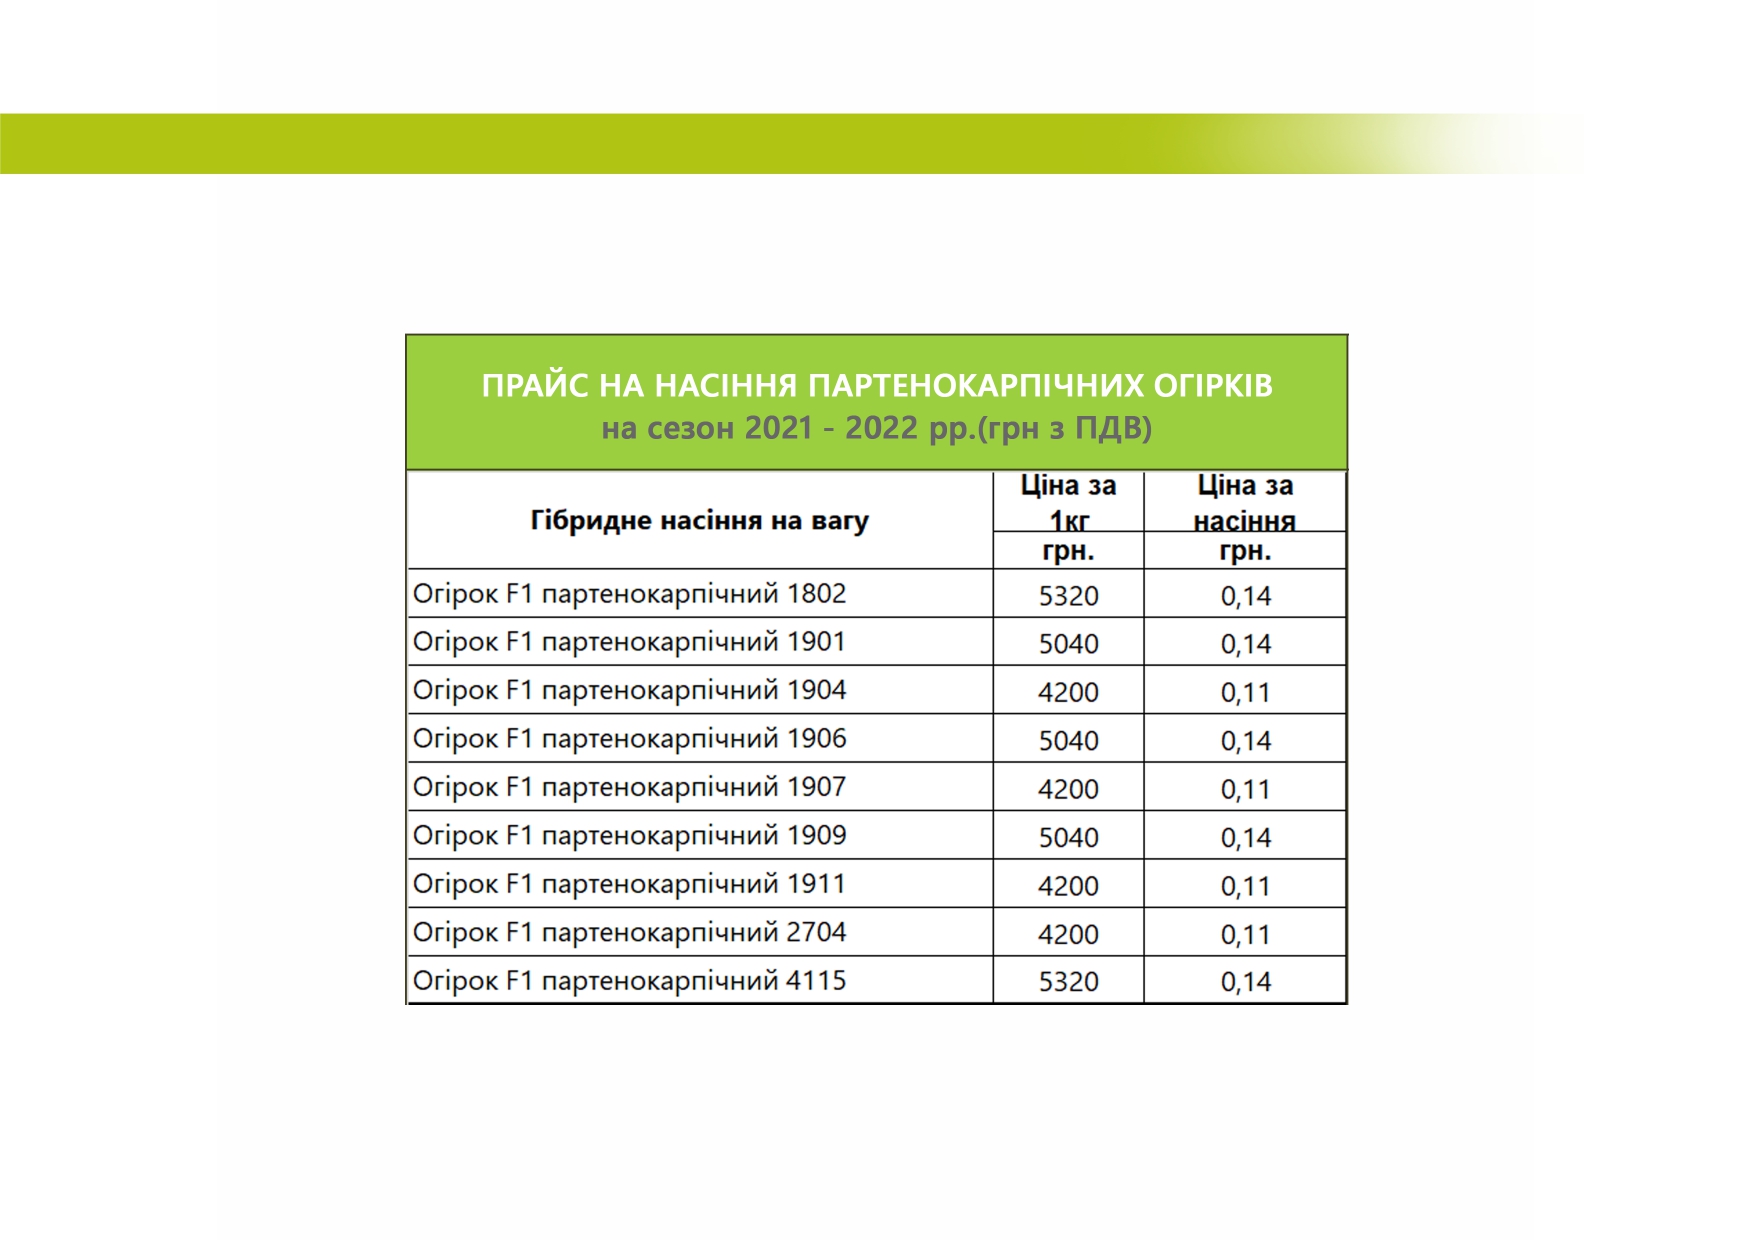 ПРАЙС НА НАСІННЯ ПАРТЕНОКАРПІЧНИХ ОГІРКІВ
на сезон 2021 - 2022 рр.(грн з ПДВ)
Гібридне насіння на вагу
Ціна за
1кг
грн.
Ціна за
насіння
грн.
Огірок F1 партенокарпічний 1802 5320 0,14
Огірок F1 партенокарпічний 1901 5040 0,14
Огірок F1 партенокарпічний 1904 4200 0,11
Огірок F1 партенокарпічний 1906 5040 0,14
Огірок F1 партенокарпічний 1907 4200 0,11
Огірок F1 партенокарпічний 1909 5040 0,14
Огірок F1 партенокарпічний 1911 4200 0,11
Огірок F1 партенокарпічний 2704 4200 0,11
Огірок F1 партенокарпічний 4115 5320 0,14